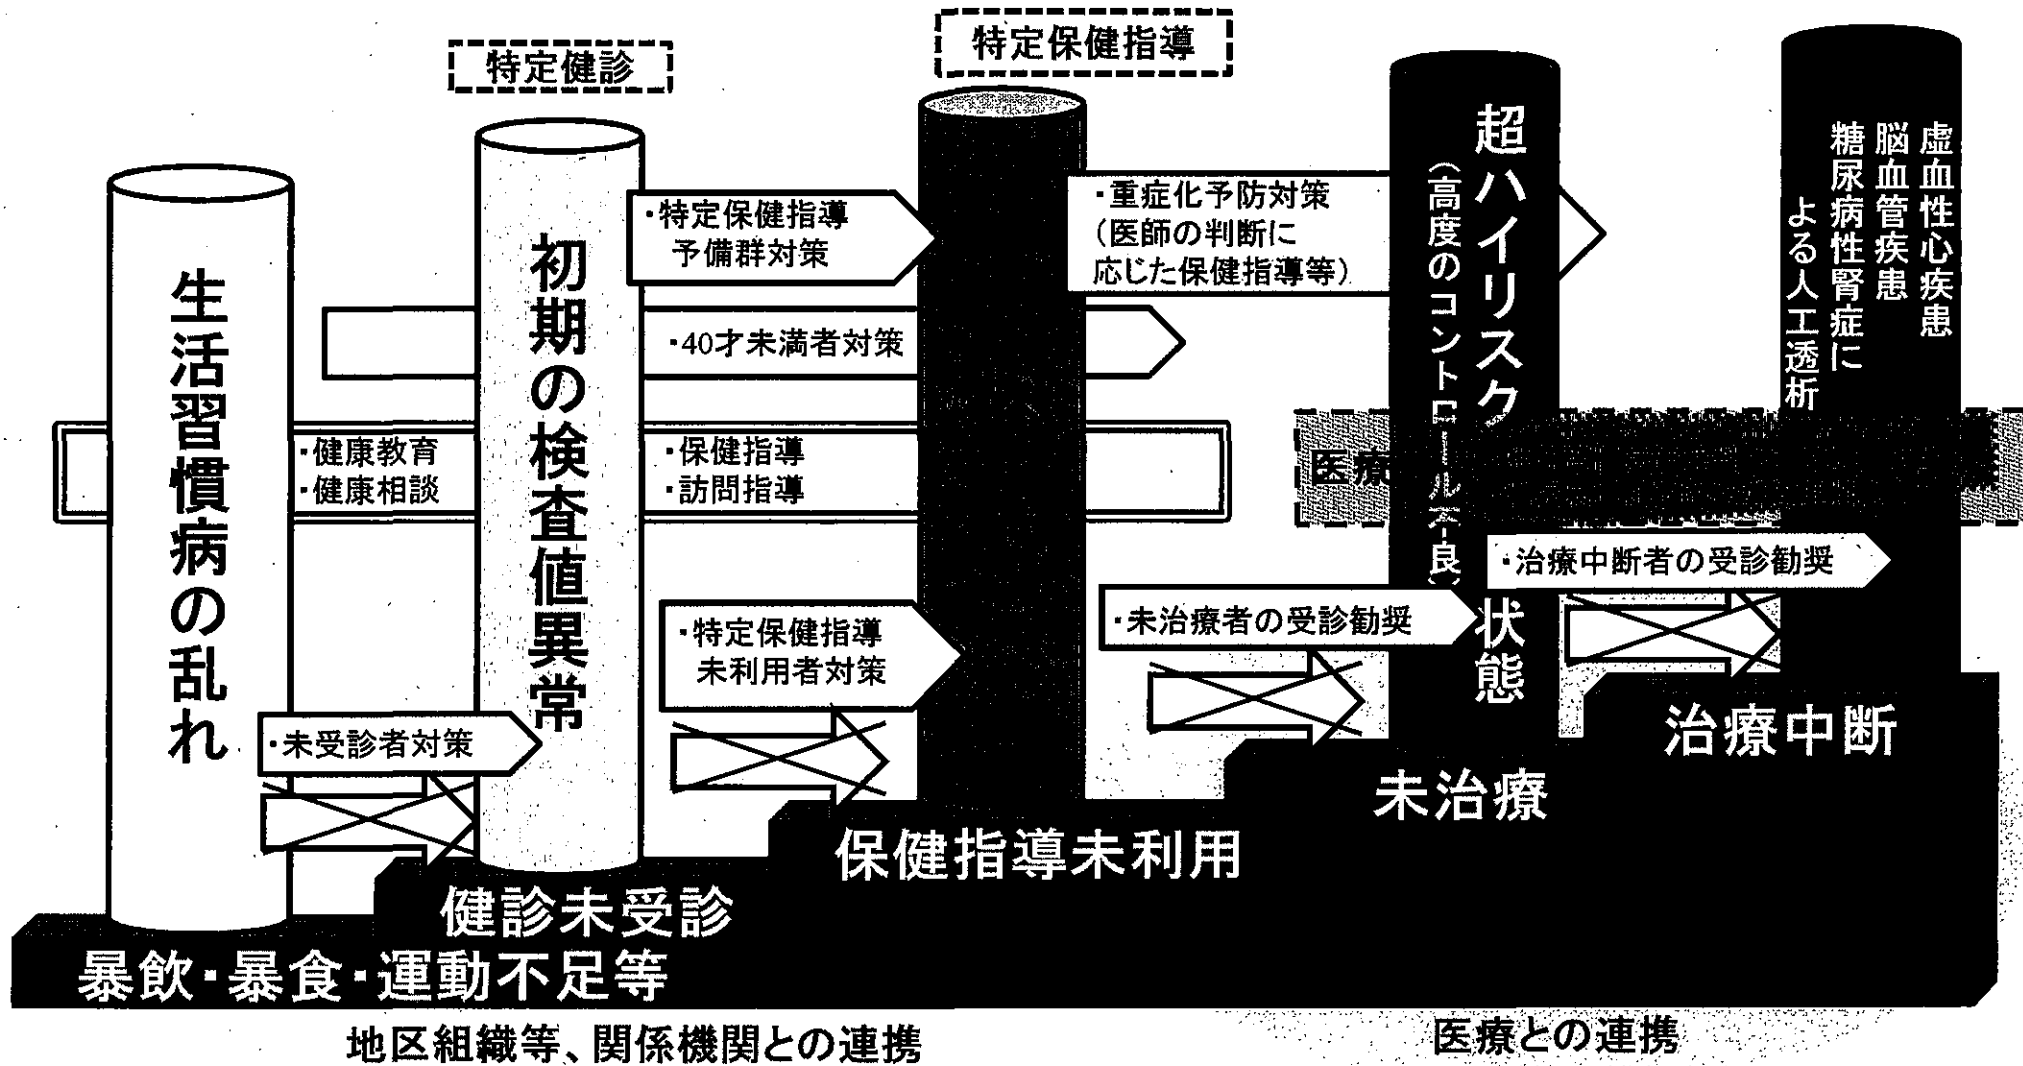 特定健診
特定保健指導
生活習慣病の乱れ
初期の検査値異常
超ハイリスク状態
(高度のコントロール不良)
虚血性心疾患
脳血管疾患
糖尿病性腎症に
よる人工透析
・特定保健指導
予備群対策
・重症化予防対策
(医師の判断に
応じた保健指導等)
・40才未満者対策
・健康教育
・健康相談
・保健指導
・訪問指導
医療
・治療中断者の受診勧奨
・未治療者の受診勧奨
・特定保健指導
未利用者対策
・未受診者対策
治療中断
未治療
保健指導未利用
健診未受診
暴飲・暴食・運動不足等
地区組織等、関係機関との連携
医療との連携